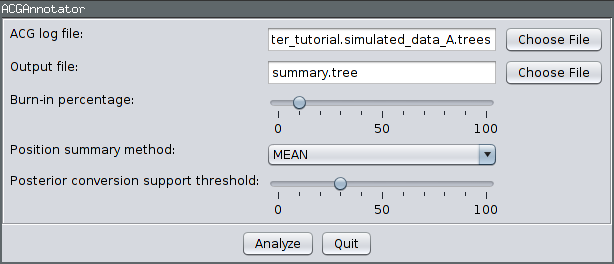 ACGAnnotator
ACG log file: ter_tutorial.simulated_data_A.trees Choose File
Output file: summary.tree Choose File
Burn-in percentage:
0 50 100
Position summary method: MEAN
Posterior conversion support threshold:
0 50 100
Analyze Quit